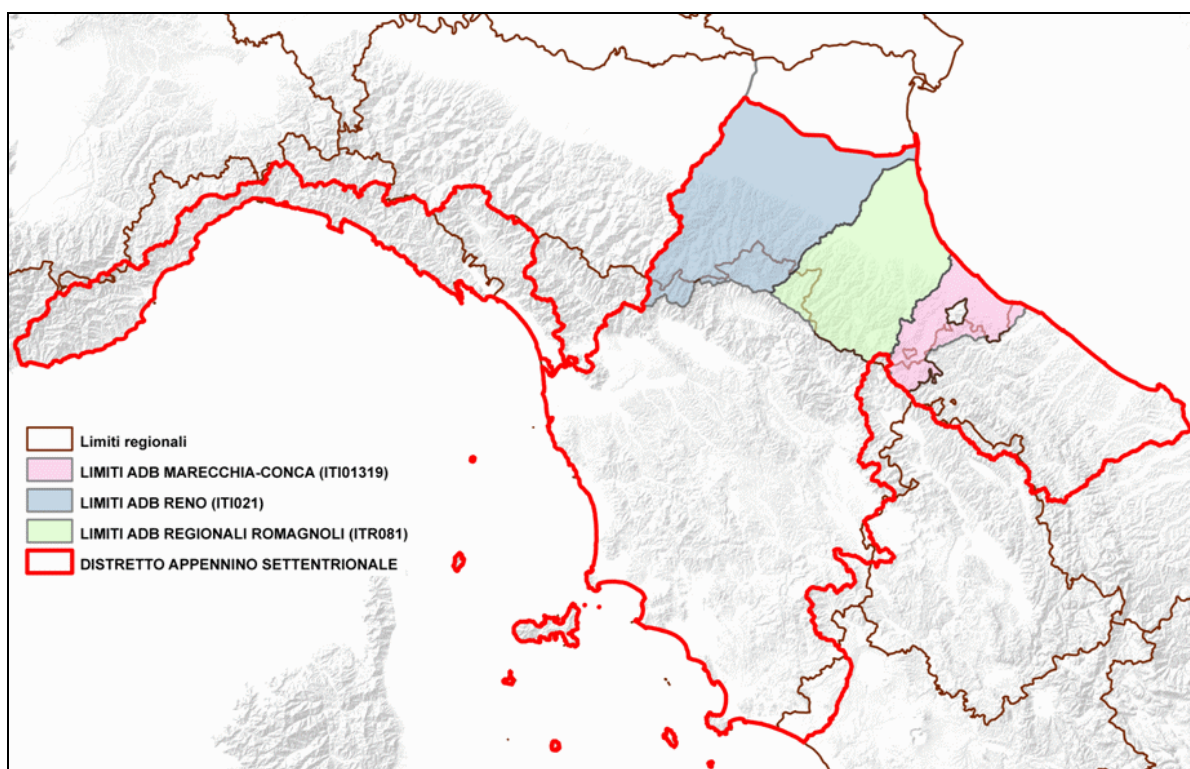 Limiti regionali
LIMITI ADB MARECCHIA-CONCA (ITI01319)
LIMITI ADB RENO (ITI021)
LIMITI ADB REGIONALI ROMAGNOLI (ITR081)
DISTRETTO APPENNINO SETTENTRIONALE